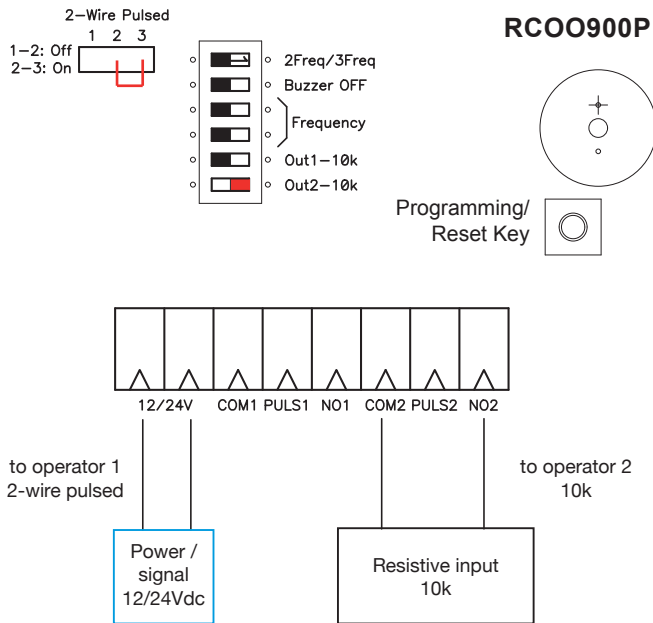 2-Wire Pulsed
1 2 3
1-2: Off
2-3: On
2Freq/3Freq
Buzzer OFF
Frequency
Out1-10k
Out2-10k
RCOO900P
Programming/
Reset Key
12/24V COM1 PULS1 NO1 COM2 PULS2 NO2
to operator 1
2-wire pulsed
Power /
signal
12/24Vdc
Resistive input
10k
to operator 2
10k